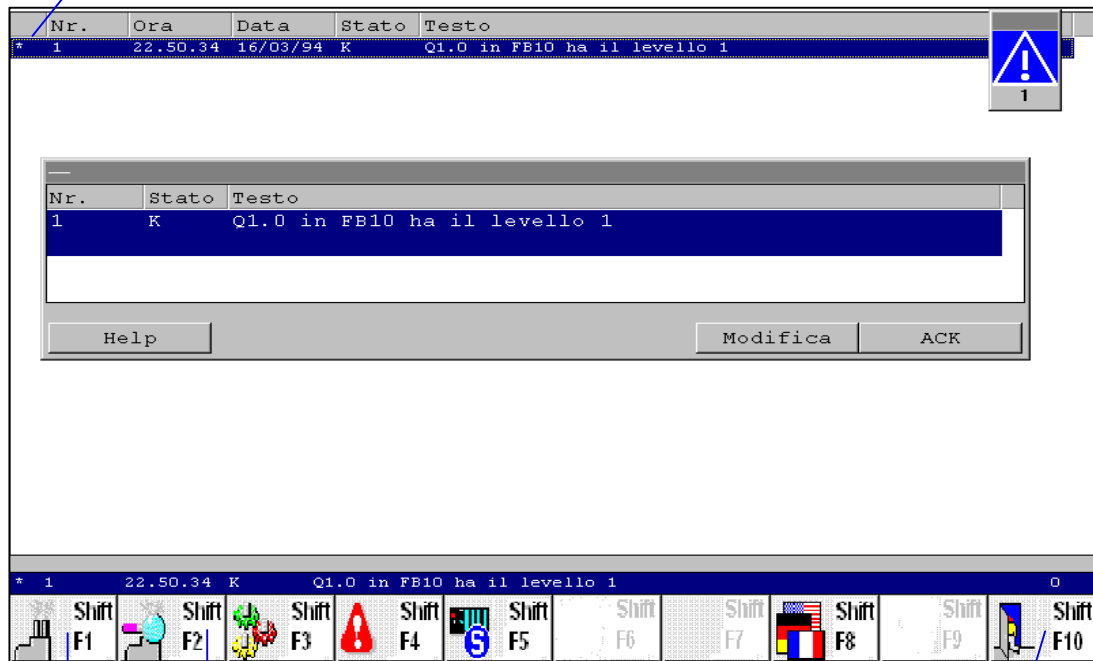 Nr. Ora Data Stato Testo
* 1 22.50.34 16/03/94 K Q1.0 in FB10 ha il levello 1
1
Nr. Stato Testo
1 K Q1.0 in FB10 ha il levello 1
Help Modifica ACK
* 1 22.50.34 K Q1.0 in FB10 ha il levello 1 0
Shift Shift Shift Shift Shift Shift Shift Shift Shift Shift
F1 F2 F3 F4 S F5 F6 F7 F8 F9 F10